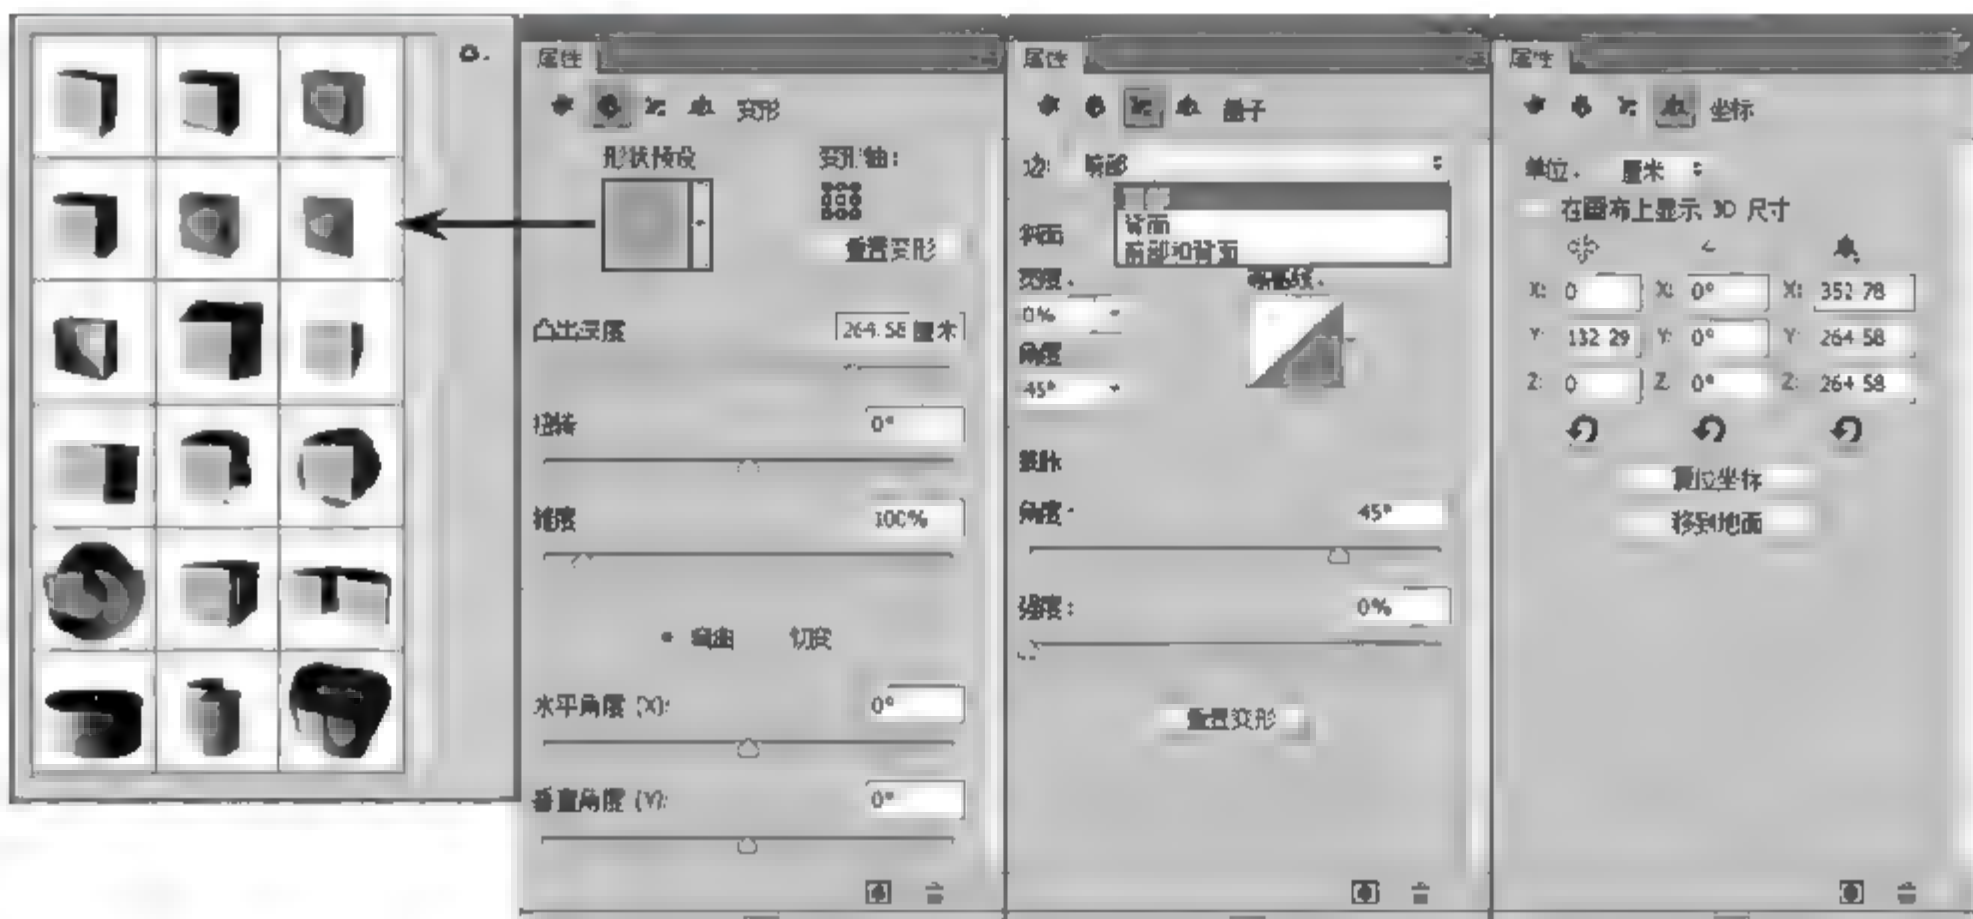 属性
变形
形状预设
变形轴:
重置变形
凸出深度
264.58 厘米
扭转
0°
锥度
100%
弯曲 切变
水平角度 (X):
0°
垂直角度 (Y):
0°
属性
盖子
边: 前部
背面
前部和背面
斜面
宽度:
等高线:
0%
角度
45°
膨胀
角度:
45°
强度:
0%
重置变形
属性
坐标
单位: 厘米
在画布上显示 3D 尺寸
X: 0 X: 0° X: 352.78
Y: 132.29 Y: 0° Y: 264.58
Z: 0 Z: 0° Z: 264.58
复位坐标
移到地面